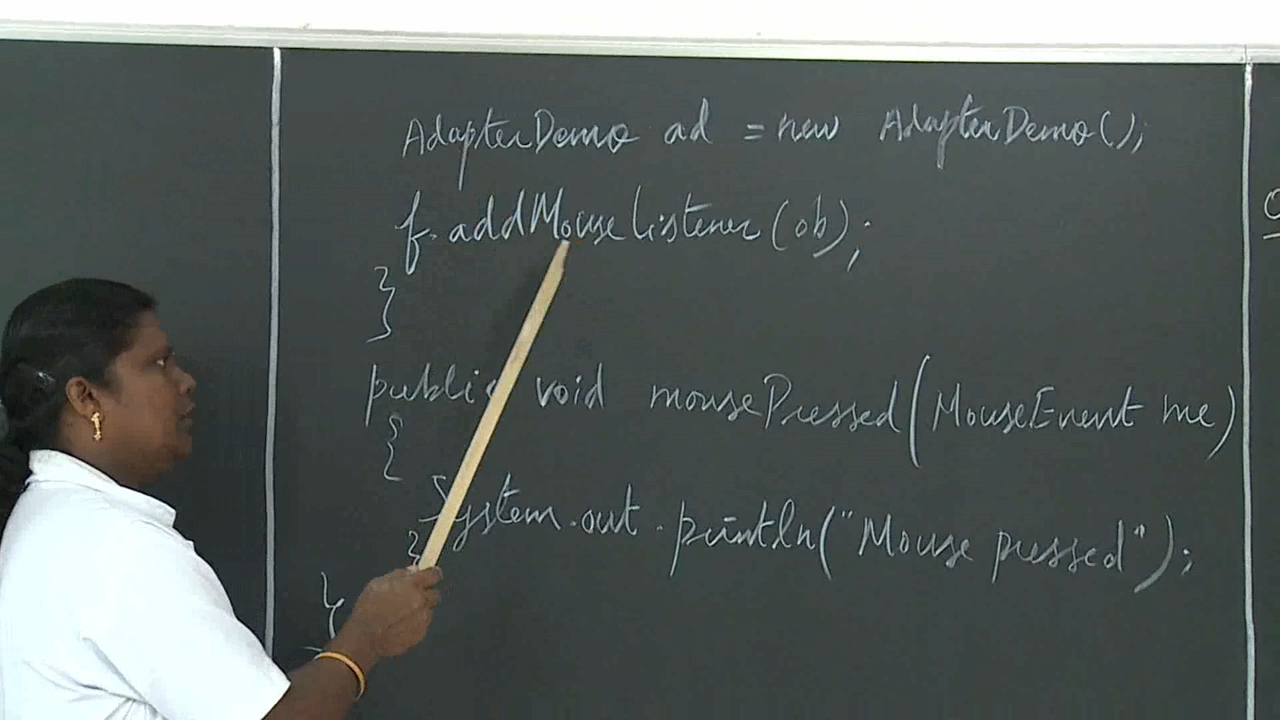 AdapterDemo ad = new AdapterDemo();
f.addMouseListener(ob);
}
public void mousePressed(MouseEvent me)
{
System.out.println("Mouse pressed");
}
}